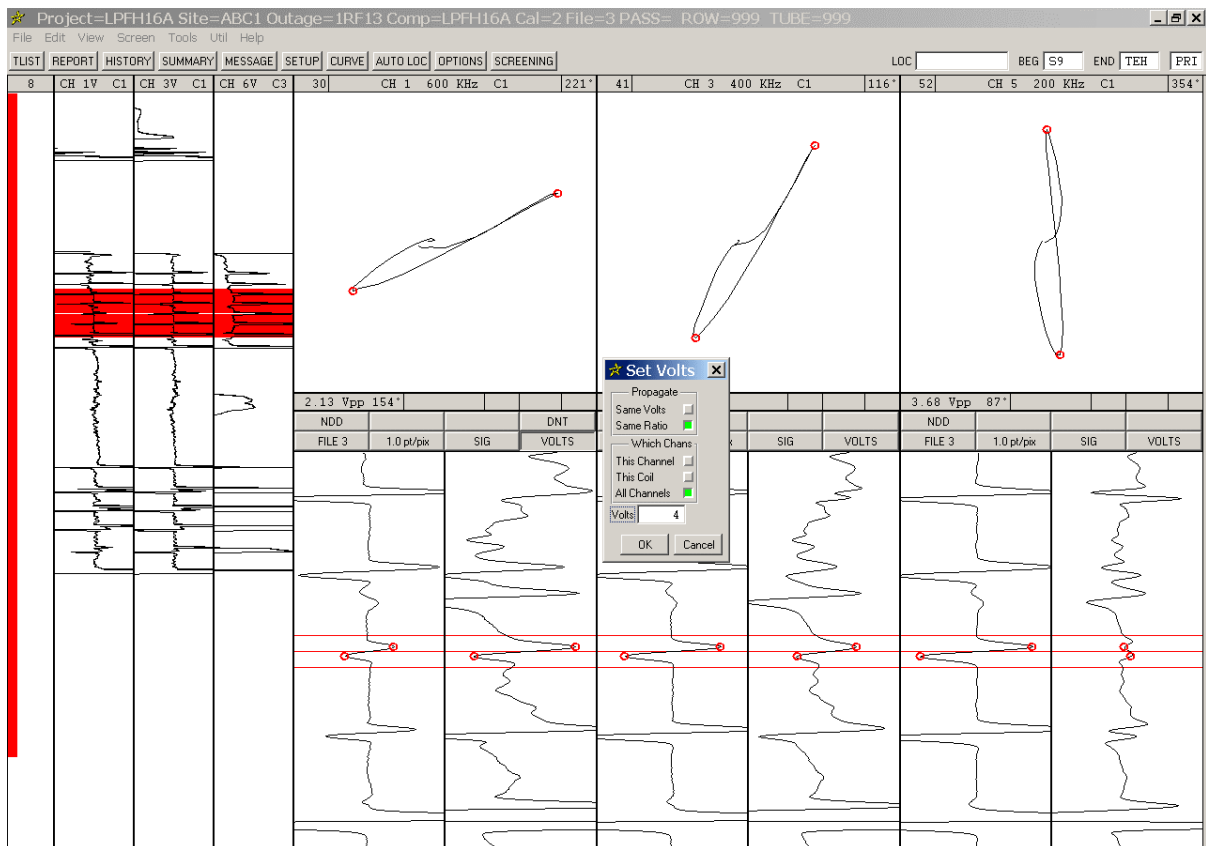 Project=LPFH16A Site=ABC1 Outage=1RF13 Comp=LPFH16A Cal=2 File=3 PASS= ROW=999 TUBE=999
File Edit View Screen Tools Util Help
TLIST REPORT HISTORY SUMMARY MESSAGE SETUP CURVE AUTO LOC OPTIONS SCREENING LOC BEG S9 END TEH PRI
8 CH 1V C1 CH 3V C1 CH 6V C3 30 CH 1 600 KHz C1 221° 41 CH 3 400 KHz C1 116° 52 CH 5 200 KHz C1 354°
Set Volts
Propagate
Same Volts
Same Ratio
Which Chans
This Channel
This Coil
All Channels
Volts 4
OK Cancel
2.13 Vpp 154° 3.68 Vpp 87°
NDD DNT NDD
FILE 3 1.0 pt/pix SIG VOLTS SIG VOLTS FILE 3 1.0 pt/pix SIG VOLTS